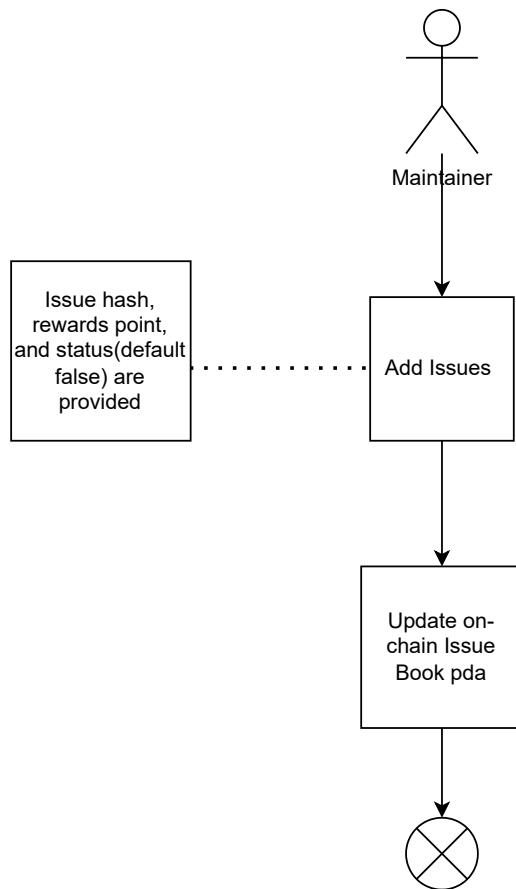 Maintainer
Issue hash,
rewards point,
and status(default
false) are
provided
Add Issues
Update on-
chain Issue
Book pda